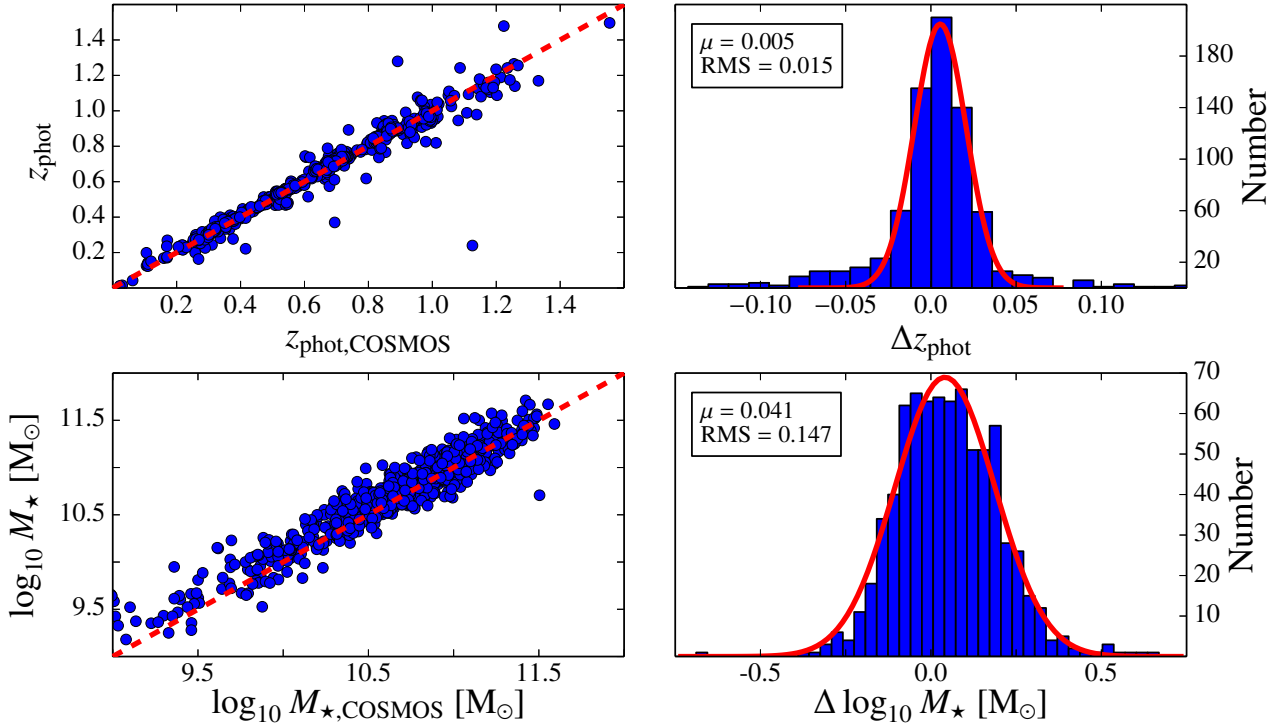 1.4
1.2
1.0
0.8
0.6
0.4
0.2
z_phot
0.2 0.4 0.6 0.8 1.0 1.2 1.4
z_phot,COSMOS
μ = 0.005
RMS = 0.015
180
140
100
60
20
Number
−0.10 −0.05 0.0 0.05 0.10
Δz_phot
11.5
10.5
9.5
log₁₀ M★ [M⊙]
9.5 10.5 11.5
log₁₀ M★,COSMOS [M⊙]
μ = 0.041
RMS = 0.147
70
60
50
40
30
20
10
Number
-0.5 0.0 0.25 0.5
Δ log₁₀ M★ [M⊙]